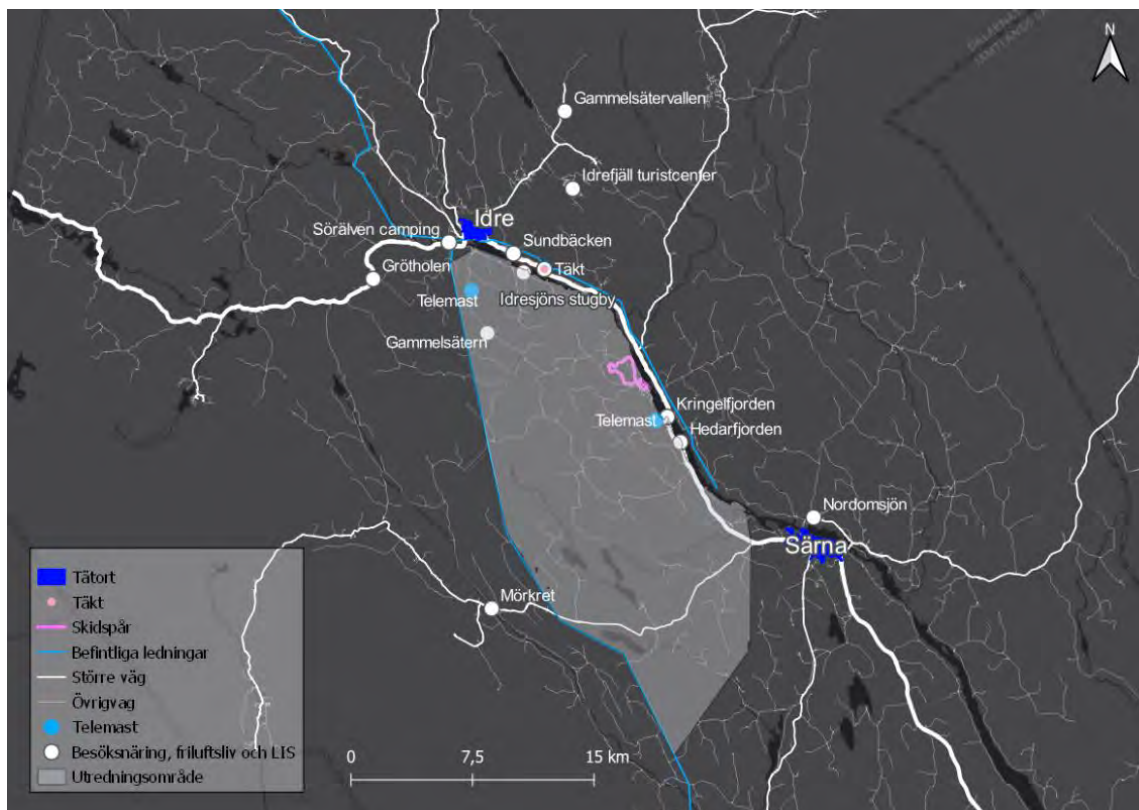 N
Gammelsätervallen
Idrefjäll turistcenter
Idre
Sörälven camping
Sundbäcken
Grötholen
Täkt
Telemast
Idresjöns stugby
Gammelsätern
Kringelfjorden
Telemast
Hedarfjorden
Nordomsjön
Särna
Mörkret
Tätort
Täkt
Skidspår
Befintliga ledningar
Större väg
Övrigvag
Telemast
Besöksnäring, friluftsliv och LIS
Utredningsområde
0 7,5 15 km